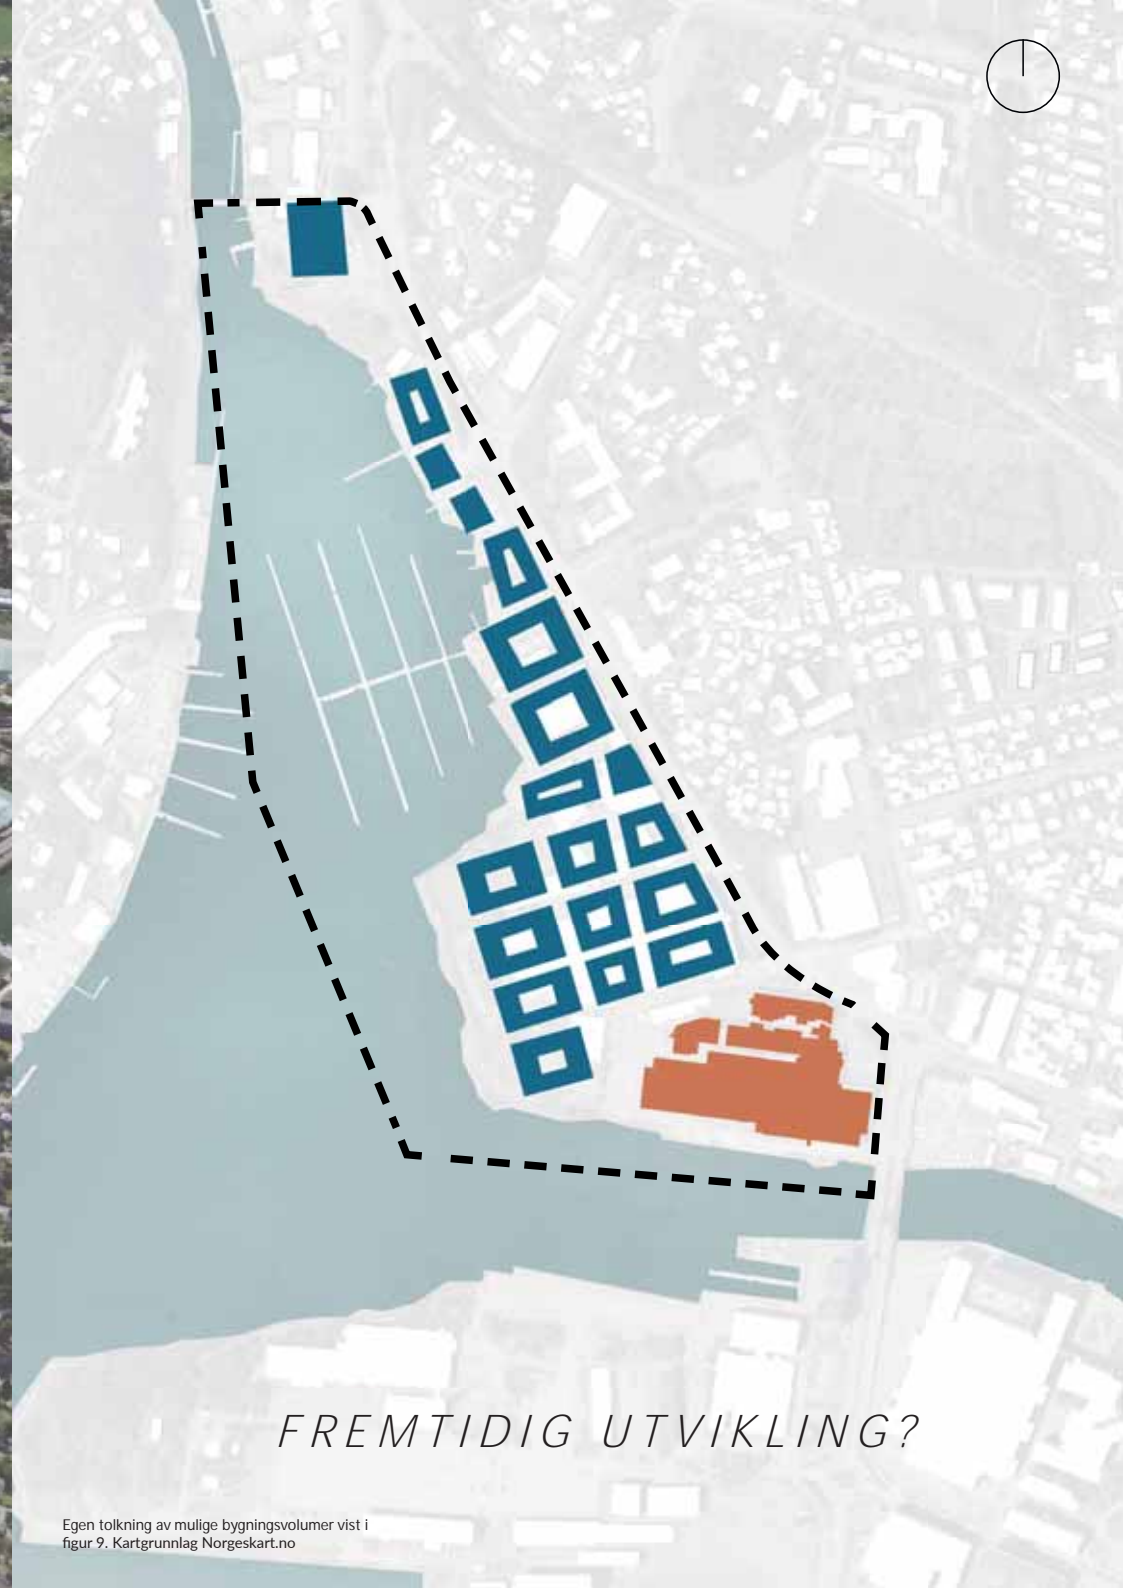 FREMTIDIG UTVIKLING?
Egen tolkning av mulige bygningsvolumer vist i
figur 9. Kartgrunnlag Norgeskart.no